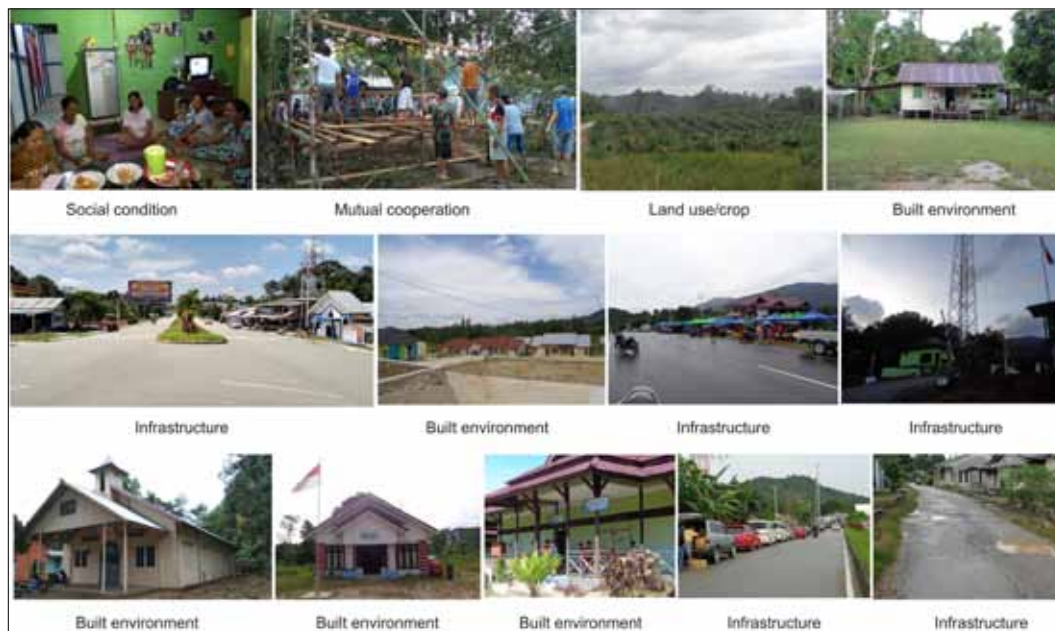 Social condition
Mutual cooperation
Land use/crop
Built environment
Infrastructure
Built environment
Infrastructure
Infrastructure
Built environment
Built environment
Built environment
Infrastructure
Infrastructure